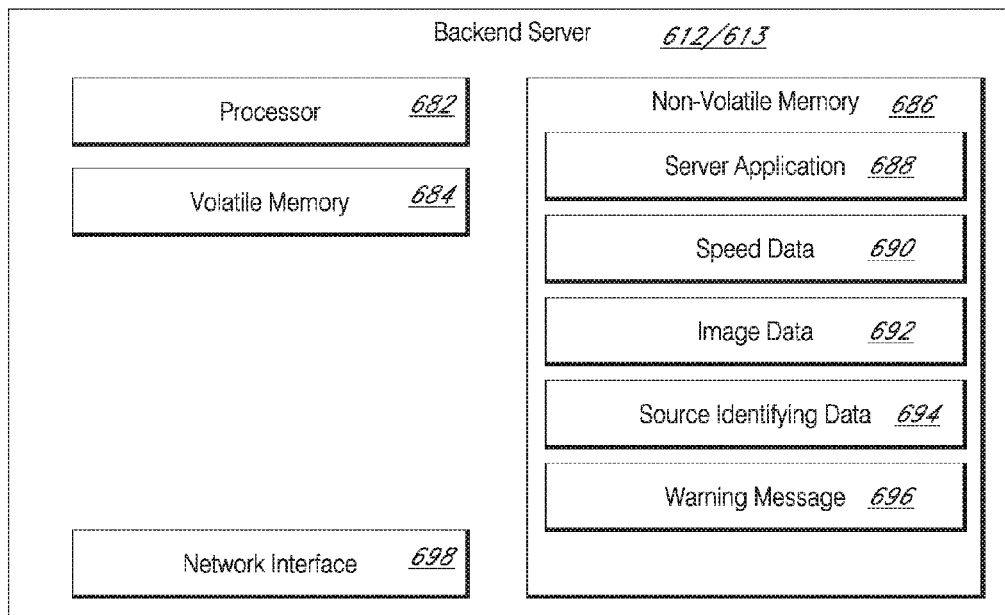 Backend Server 612/613
Processor 682
Volatile Memory 684
Network Interface 698
Non-Volatile Memory 686
Server Application 688
Speed Data 690
Image Data 692
Source Identifying Data 694
Warning Message 696